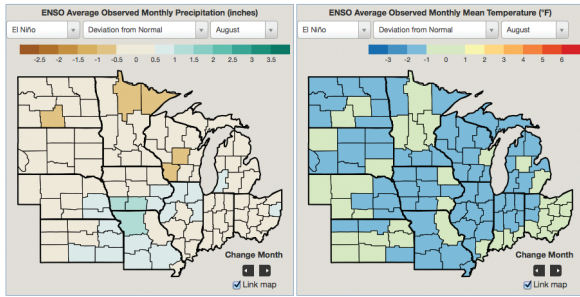 ENSO Average Observed Monthly Precipitation (inches)
El Niño Deviation from Normal August
-2.5 -2 -1.5 -1 -0.5 0 0.5 1 1.5 2 2.5 3 3.5
Change Month
Link map
ENSO Average Observed Monthly Mean Temperature (°F)
El Niño Deviation from Normal August
-3 -2 -1 0 1 2 3 4 5 6
Change Month
Link map